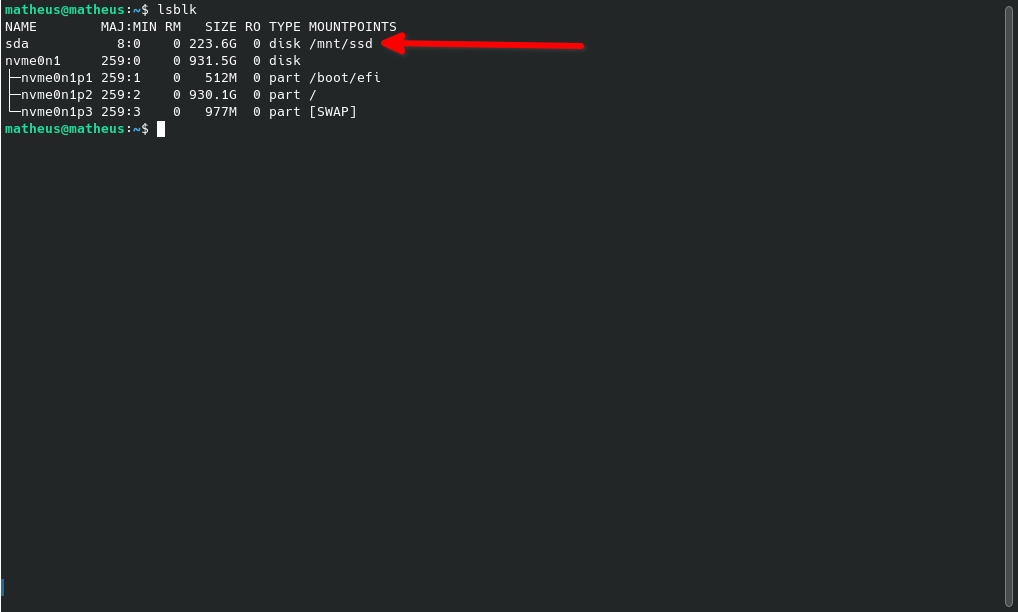 matheus@matheus:~$ lsblk
NAME        MAJ:MIN RM   SIZE RO TYPE MOUNTPOINTS
sda           8:0    0 223.6G  0 disk /mnt/ssd
nvme0n1     259:0    0 931.5G  0 disk
├─nvme0n1p1 259:1    0   512M  0 part /boot/efi
├─nvme0n1p2 259:2    0 930.1G  0 part /
└─nvme0n1p3 259:3    0   977M  0 part [SWAP]
matheus@matheus:~$